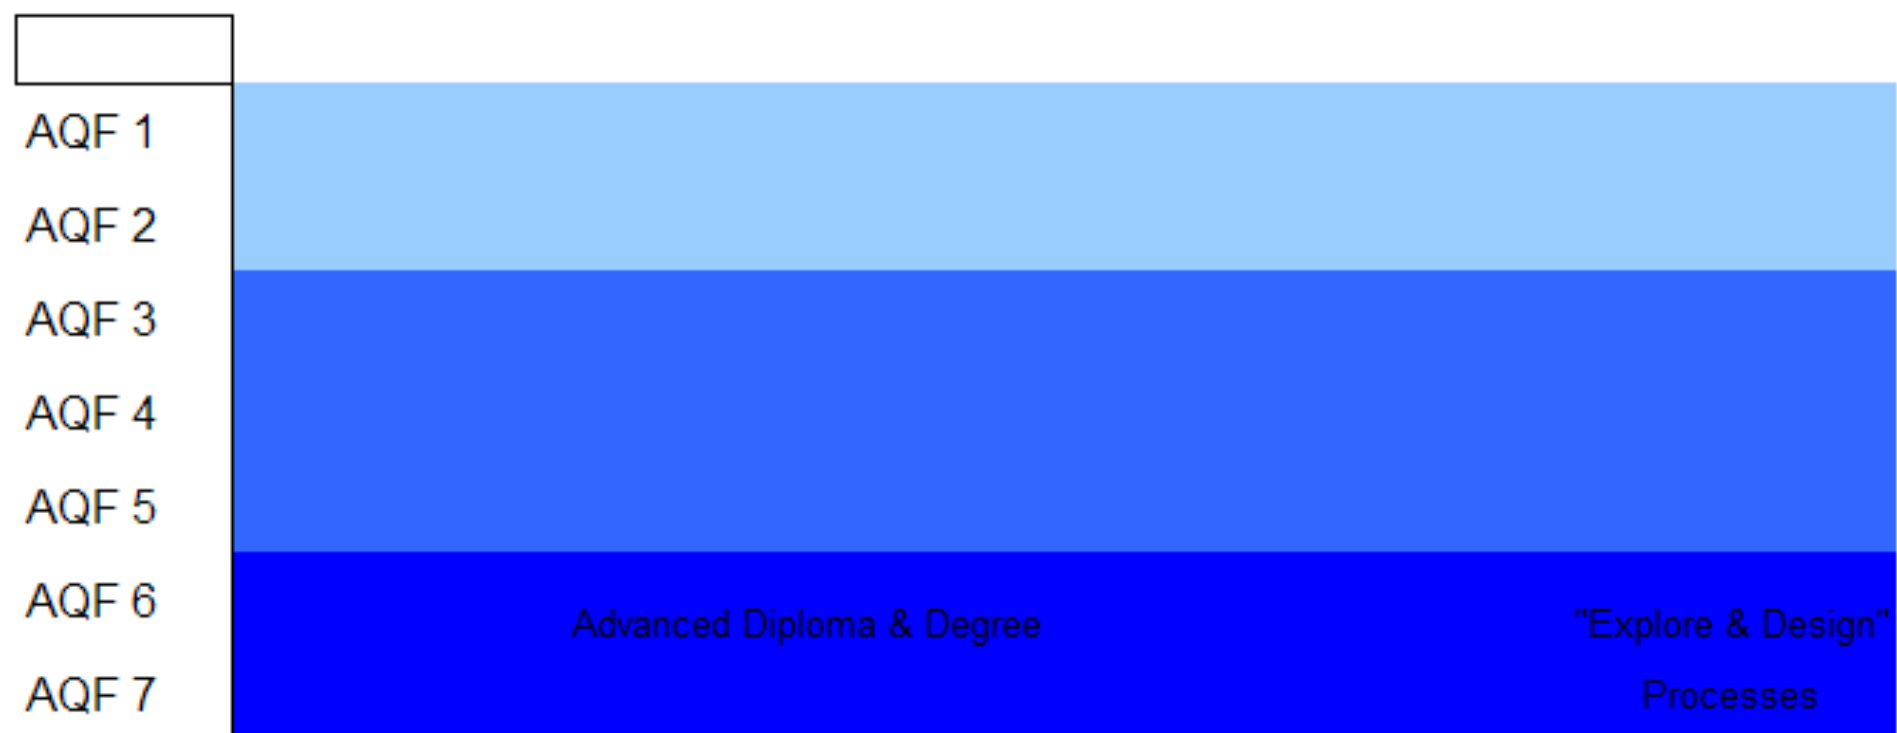 AQF 1
AQF 2
AQF 3
AQF 4
AQF 5
AQF 6
Advanced Diploma & Degree
"Explore & Design"
AQF 7
Processes